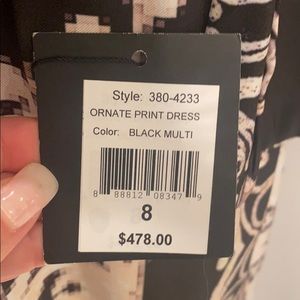 Style: 380-4233
ORNATE PRINT DRESS
Color: BLACK MULTI
8 88812 08347 9
8
$478.00